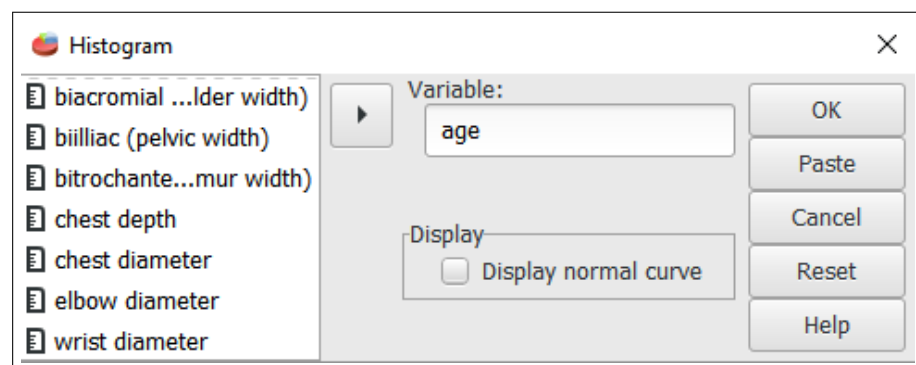 Histogram
biacromial ...lder width)
biilliac (pelvic width)
bitrochante...mur width)
chest depth
chest diameter
elbow diameter
wrist diameter
Variable:
age
Display
Display normal curve
OK
Paste
Cancel
Reset
Help